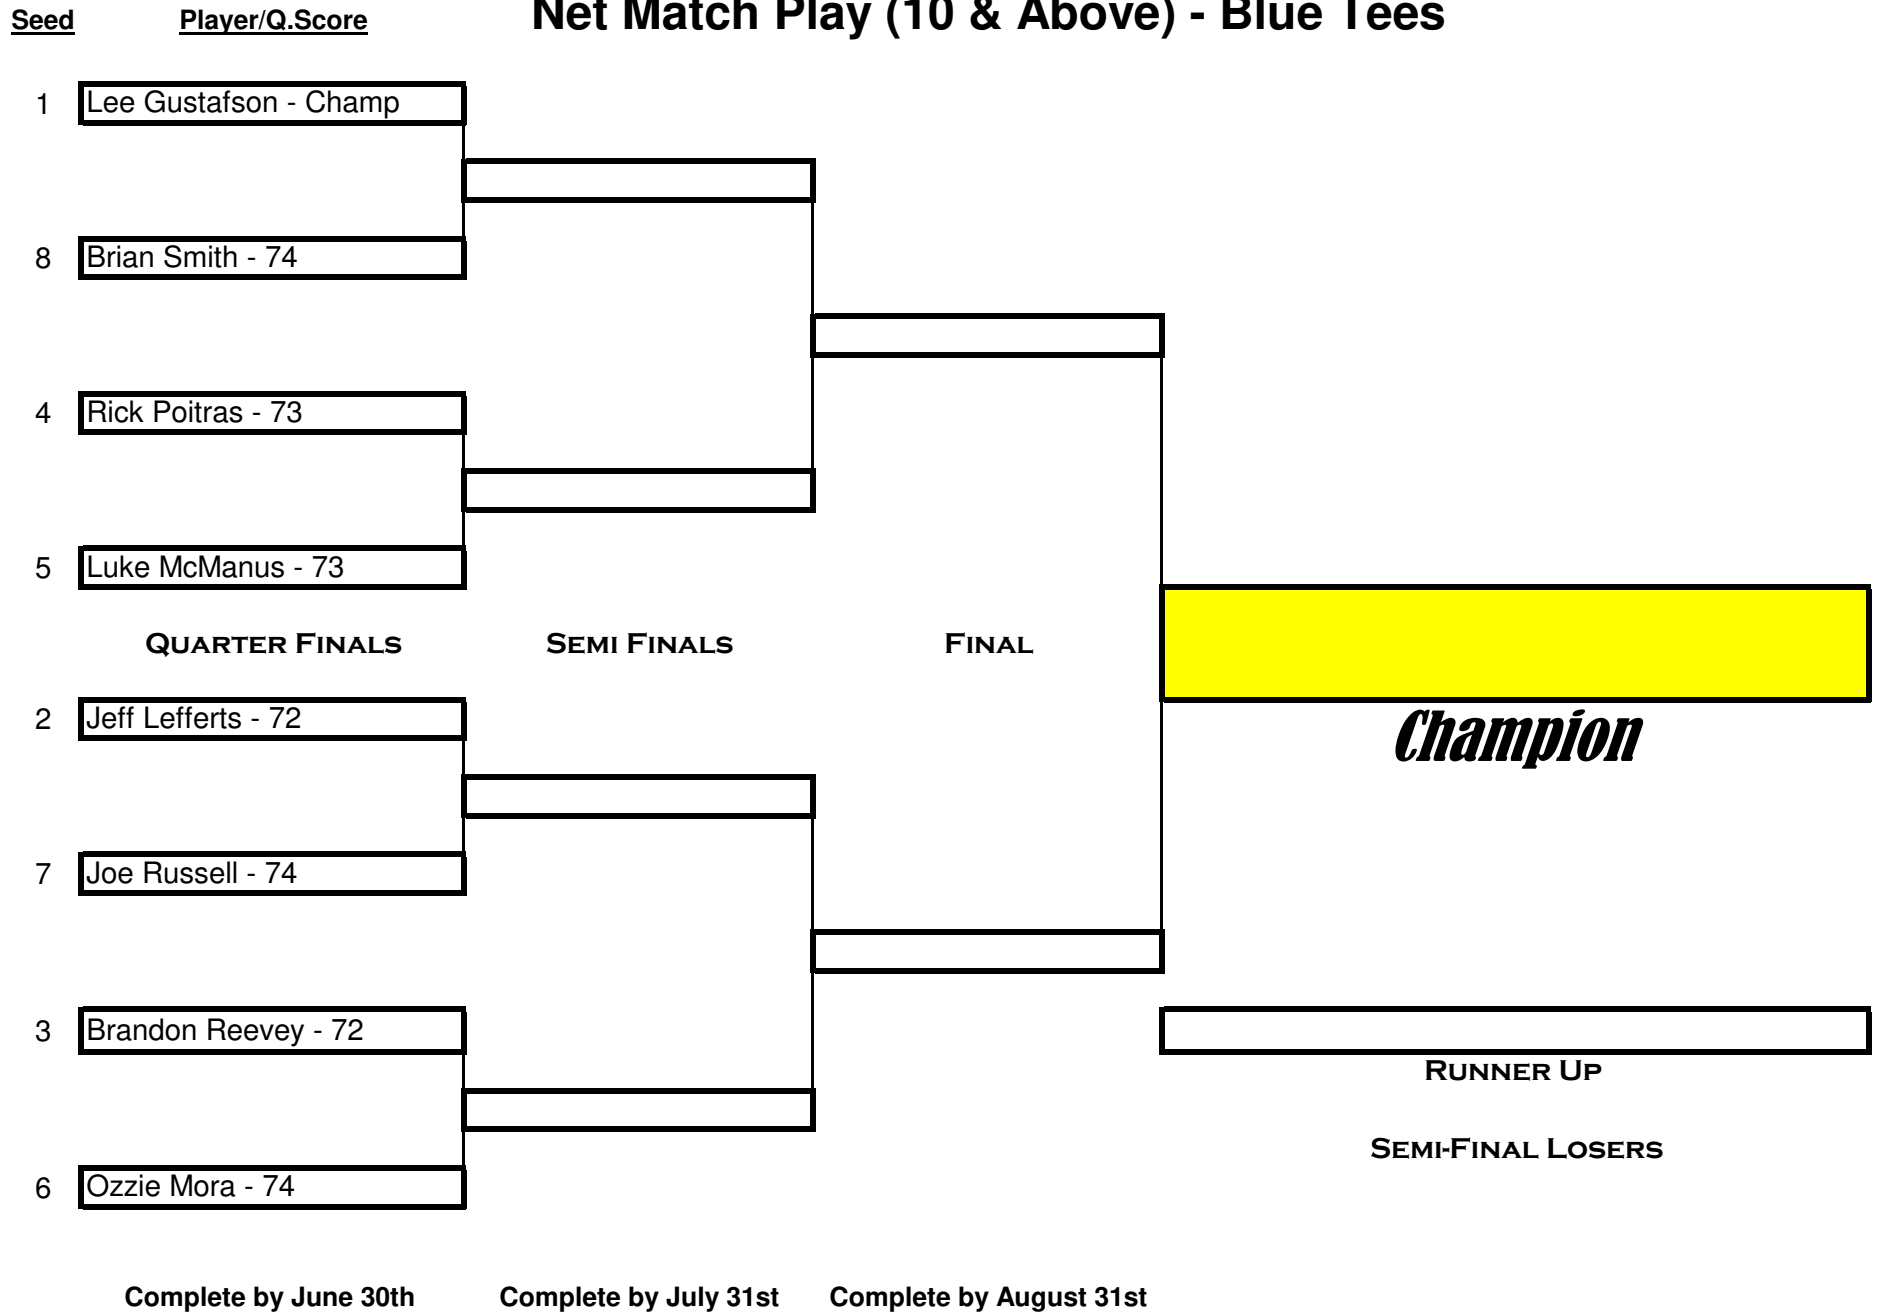 Net Match Play (10 & Above) - Blue Tees
Seed Player/Q.Score
1 Lee Gustafson - Champ
8 Brian Smith - 74
4 Rick Poitras - 73
5 Luke McManus - 73
Quarter Finals Semi Finals Final
2 Jeff Lefferts - 72
Champion
7 Joe Russell - 74
3 Brandon Reevey - 72
Runner Up
Semi-Final Losers
6 Ozzie Mora - 74
Complete by June 30th Complete by July 31st Complete by August 31st